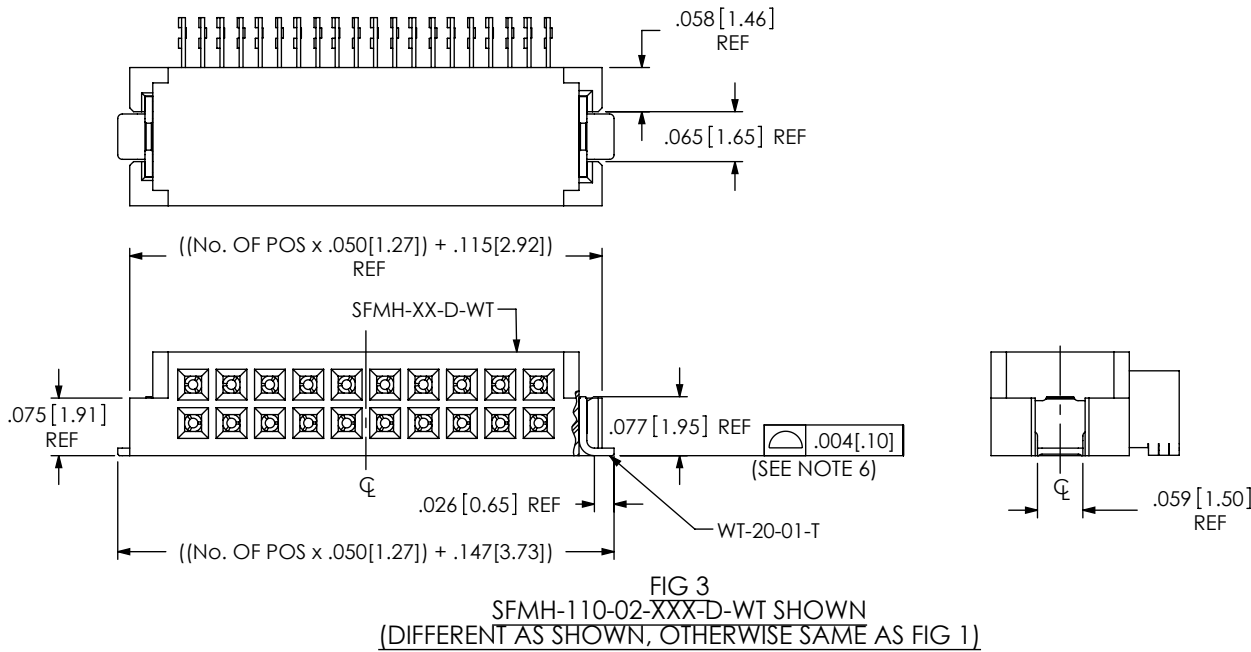 .058[1.46]
REF
.065[1.65] REF
((No. OF POS x .050[1.27]) + .115[2.92])
REF
SFMH-XX-D-WT
.075[1.91]
REF
.077[1.95] REF
.004[.10]
(SEE NOTE 6)
℄
℄
.026[0.65] REF
.059[1.50]
REF
WT-20-01-T
((No. OF POS x .050[1.27]) + .147[3.73])
FIG 3
SFMH-110-02-XXX-D-WT SHOWN
(DIFFERENT AS SHOWN, OTHERWISE SAME AS FIG 1)